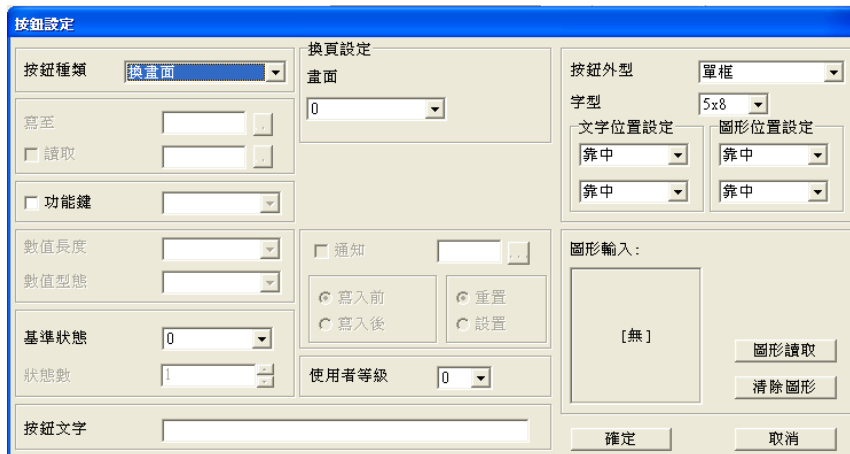 按鈕設定
按鈕種類 換畫面
寫至 .
讀取 .
功能鍵
數值長度
數值型態
基準狀態 0
狀態數 1
按鈕文字
換頁設定
畫面
0
通知 ...
寫入前 重置
寫入後 設置
使用者等級 0
按鈕外型 單框
字型 5x8
文字位置設定 圖形位置設定
靠中 靠中
靠中 靠中
圖形輸入:
[無]
圖形讀取
清除圖形
確定 取消